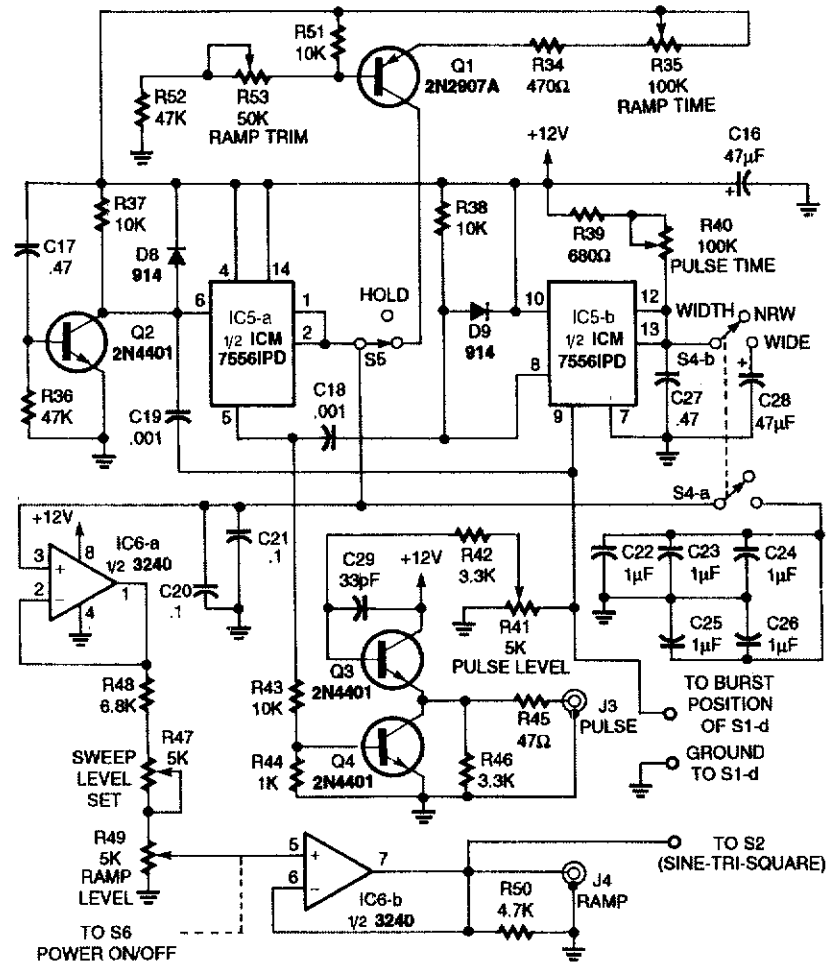 R51
10K
Q1
2N2907A
R34
470Ω
R35
100K
RAMP TIME
R52
47K
R53
50K
RAMP TRIM
+12V
C16
47µF
+
R37
10K
R38
10K
R39
680Ω
R40
100K
PULSE TIME
C17
.47
D8
914
4
14
6
IC5-a
1/2 ICM
7556IPD
1
2
5
HOLD
S5
D9
914
10
IC5-b
1/2 ICM
7556IPD
12
13
8
9
7
WIDTH
NRW
WIDE
S4-b
+
Q2
2N4401
R36
47K
C19
.001
C18
.001
C27
.47
C28
47µF
S4-a
+12V
IC6-a
1/2 3240
3
+
2
−
8
1
4
C21
.1
C20
.1
C29
33pF
+12V
R42
3.3K
R41
5K
PULSE LEVEL
C22
1µF
C23
1µF
C24
1µF
C25
1µF
C26
1µF
Q3
2N4401
R48
6.8K
R43
10K
R47
5K
SWEEP
LEVEL
SET
R44
1K
Q4
2N4401
R45
47Ω
R46
3.3K
J3
PULSE
TO BURST
POSITION
OF S1-d
GROUND
TO S1-d
R49
5K
RAMP
LEVEL
5
+
6
−
7
IC6-b
1/2 3240
R50
4.7K
J4
RAMP
TO S2
(SINE-TRI-SQUARE)
TO S6
POWER ON/OFF